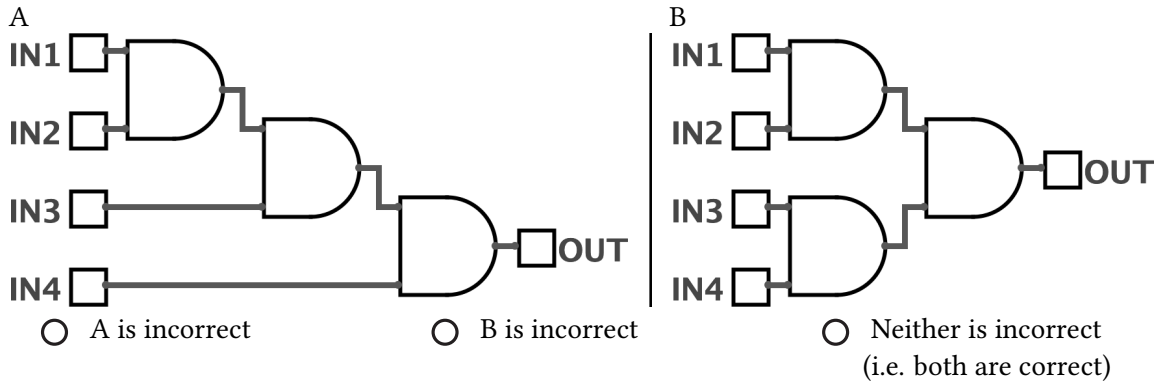 A B
IN1 IN1
IN2 IN2
OUT
IN3 IN3
OUT
IN4 IN4
A is incorrect B is incorrect Neither is incorrect
(i.e. both are correct)